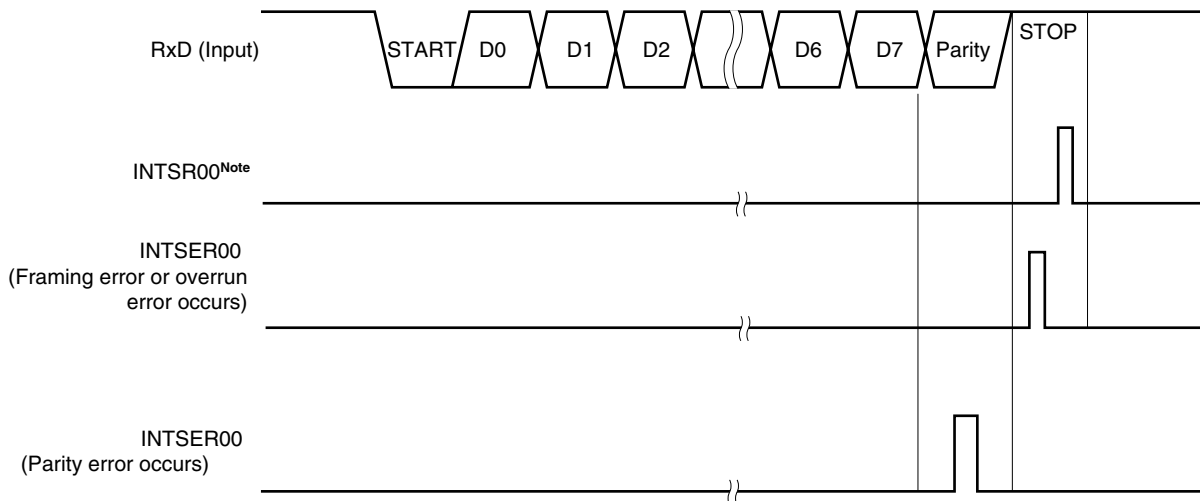 RxD (Input)
START D0 D1 D2 D6 D7 Parity STOP
INTSR00Note
INTSER00
(Framing error or overrun
error occurs)
INTSER00
(Parity error occurs)